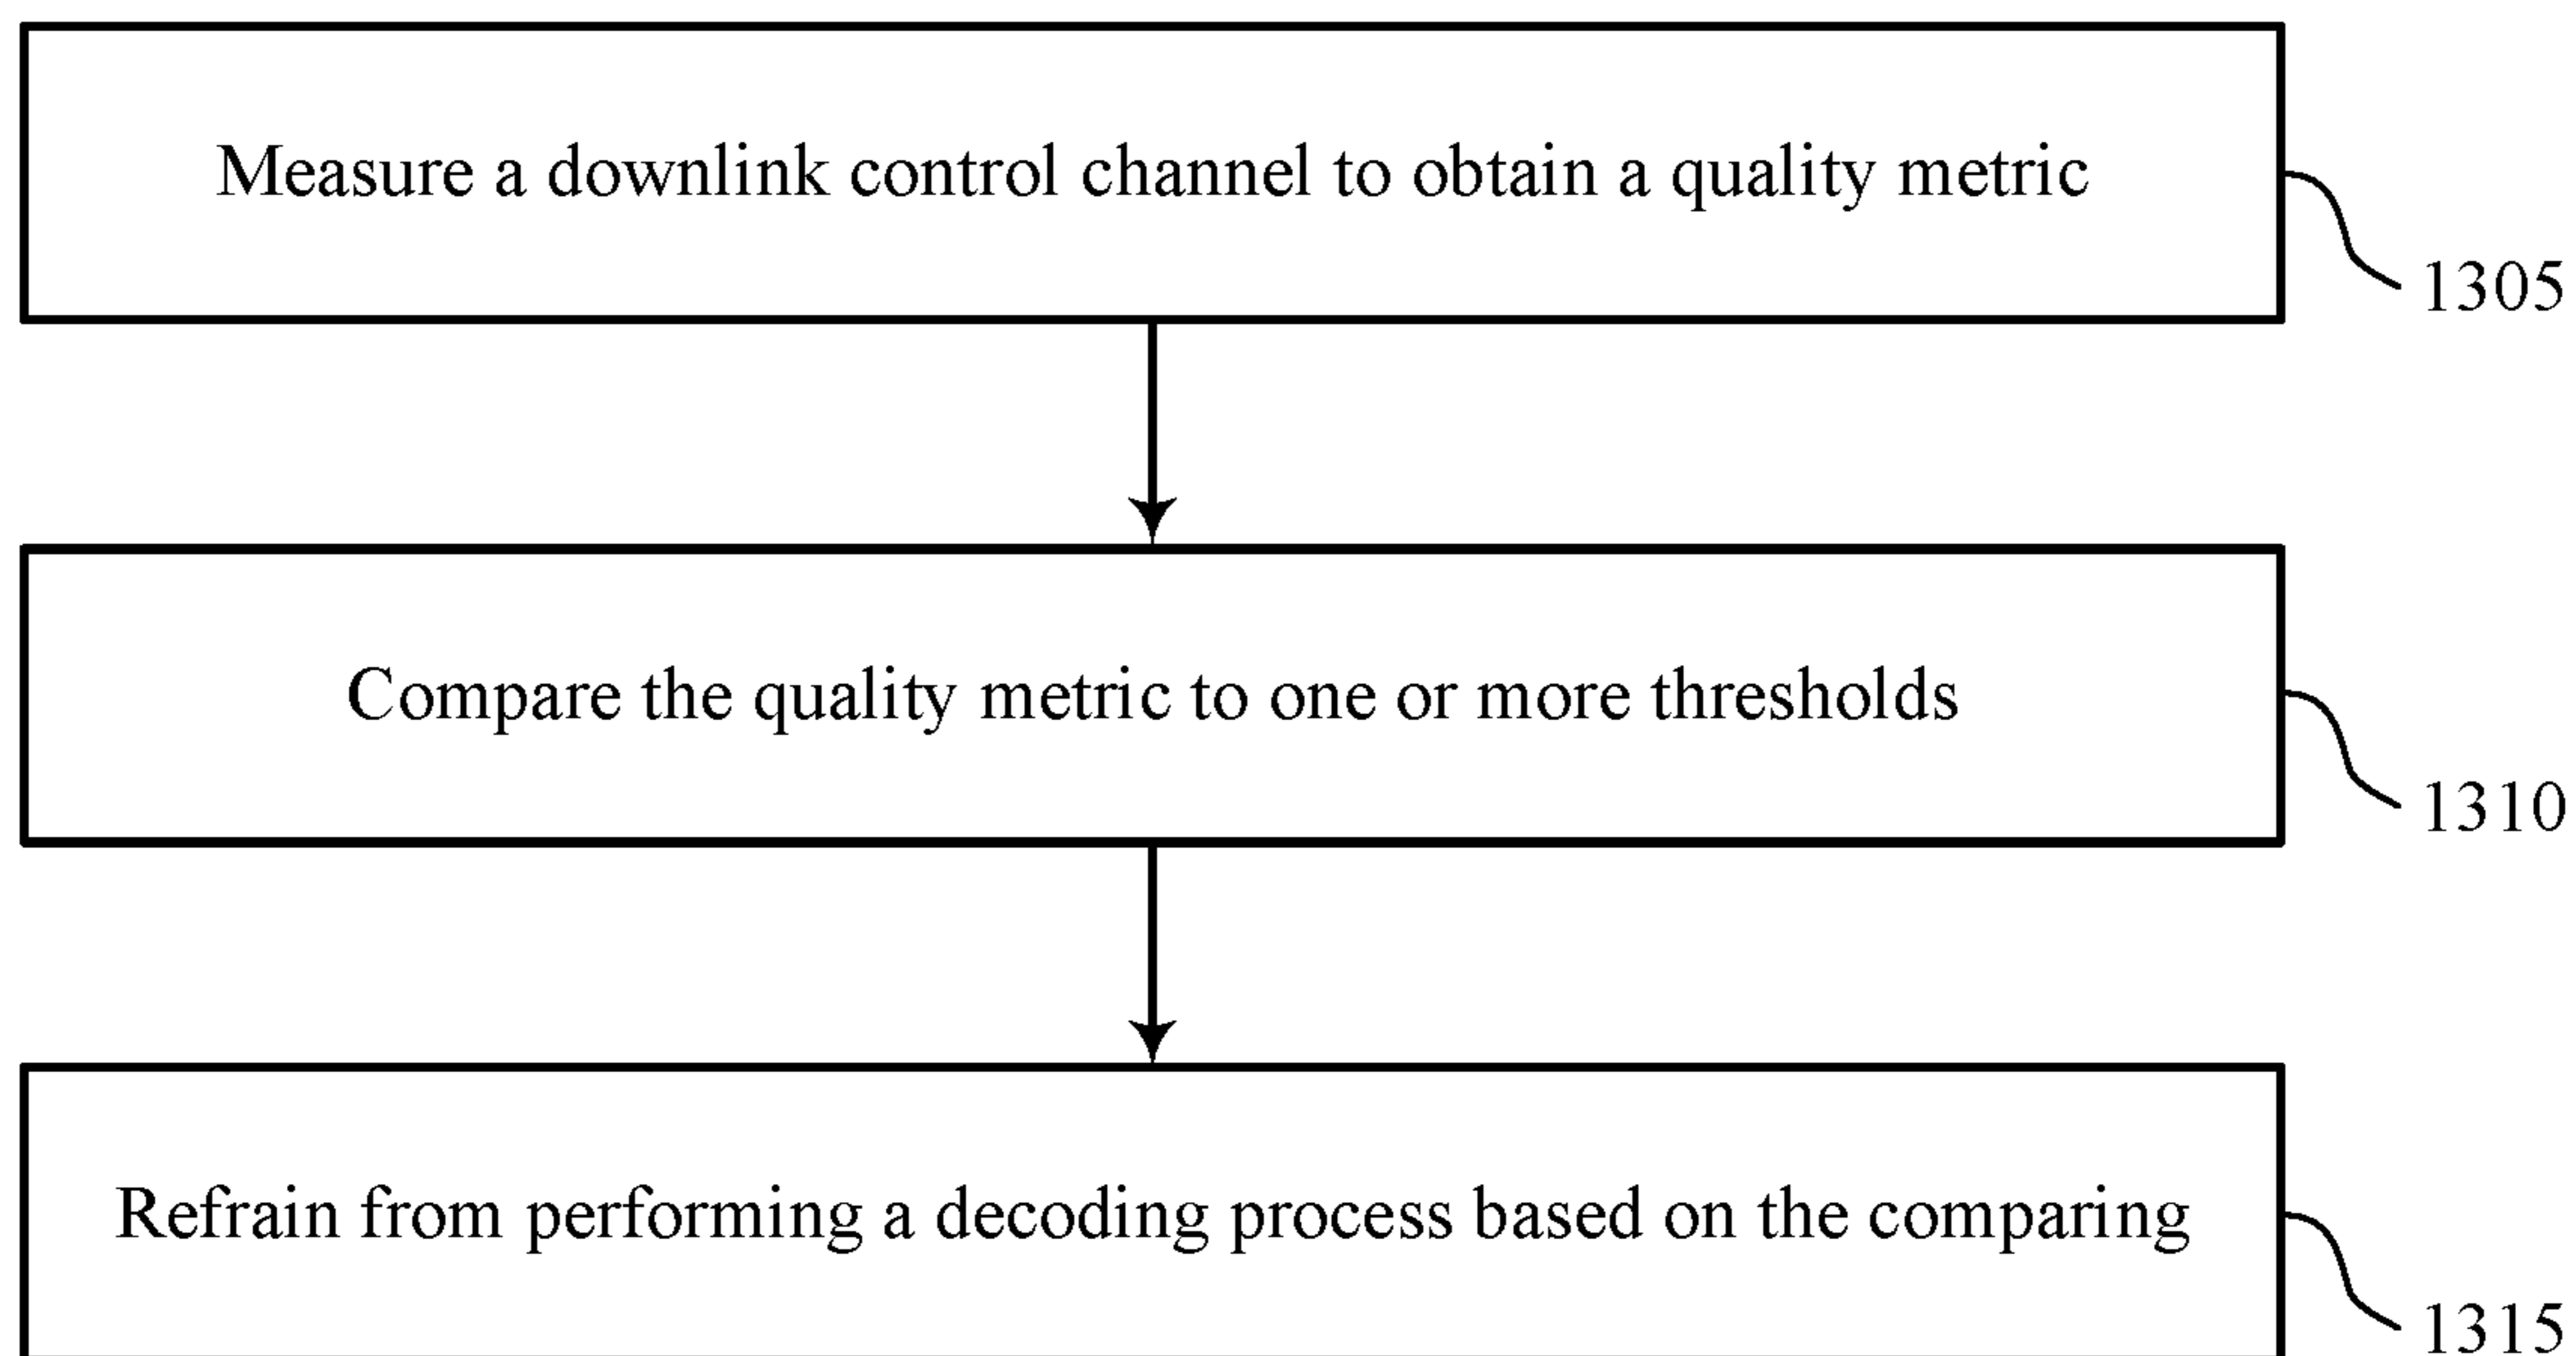 Measure a downlink control channel to obtain a quality metric
1305
Compare the quality metric to one or more thresholds
1310
Refrain from performing a decoding process based on the comparing
1315